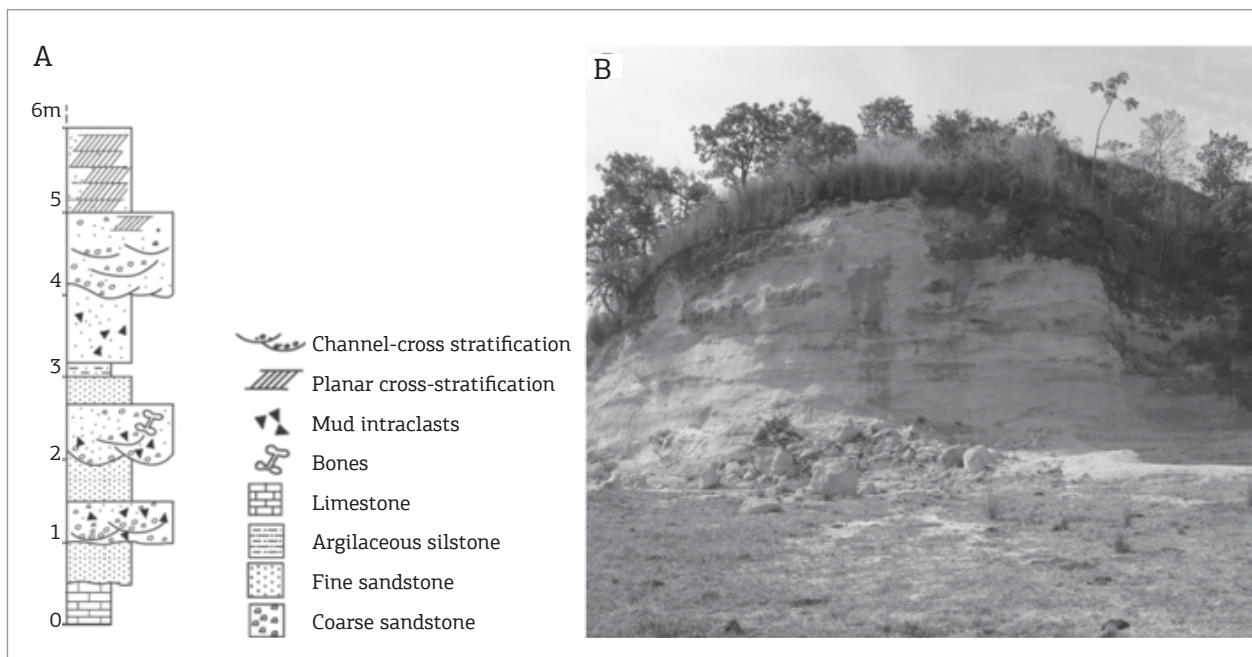 A
B
6m
5
4
3
2
1
0
Channel-cross stratification
Planar cross-stratification
Mud intraclasts
Bones
Limestone
Argilaceous silstone
Fine sandstone
Coarse sandstone